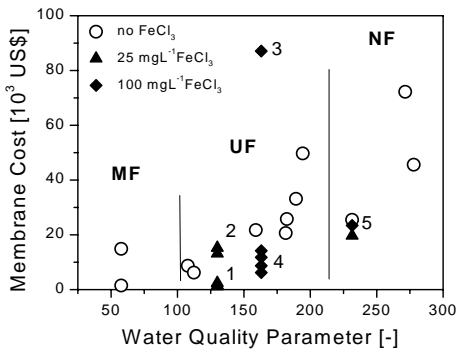 no FeCl₃
25 mgL⁻¹FeCl₃
100 mgL⁻¹FeCl₃
Membrane Cost [10³ US$]
100
80
60
40
20
0
MF
UF
NF
1
2
3
4
5
0
50
100
150
200
250
300
Water Quality Parameter [-]